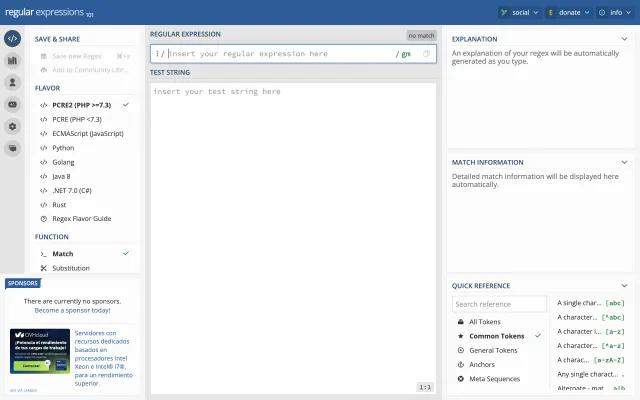 regular expressions 101
social
donate
info
SAVE & SHARE
Save new Regex ⌘+s
Add to Community Libr...
FLAVOR
PCRE2 (PHP >=7.3)
PCRE (PHP <7.3)
ECMAScript (JavaScript)
Python
Golang
Java 8
.NET 7.0 (C#)
Rust
Regex Flavor Guide
FUNCTION
Match
Substitution
SPONSORS
There are currently no sponsors.
Become a sponsor today!
OVHcloud
¡Potencia el rendimiento
de tus cargas de trabajo!
Servidores con
recursos dedicados
basados en
procesadores Intel
Xeon e Intel® i7®,
para un rendimiento
superior.
ADS VIA CARBON
REGULAR EXPRESSION
no match
/ insert your regular expression here / gm
TEST STRING
insert your test string here
1:1
EXPLANATION
An explanation of your regex will be automatically
generated as you type.
MATCH INFORMATION
Detailed match information will be displayed here
automatically.
QUICK REFERENCE
Search reference
All Tokens
Common Tokens
General Tokens
Anchors
Meta Sequences
A single char... [abc]
A character... [^abc]
A character i... [a-z]
A character... [^a-z]
A charac... [a-zA-Z]
Any single charact... .
Alternate - mat... a|b